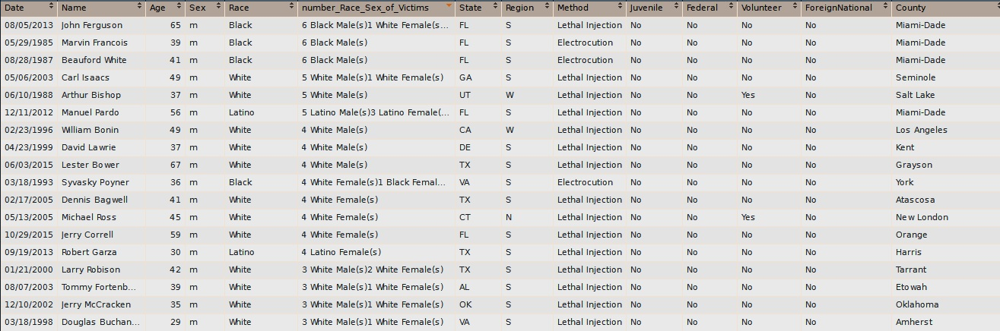 Date Name Age Sex Race number_Race_Sex_of_Victims State Region Method Juvenile Federal Volunteer ForeignNational County
08/05/2013 John Ferguson 65 m Black 6 Black Male(s)1 White Female(s... FL S Lethal Injection No No No No Miami-Dade
05/29/1985 Marvin Francois 39 m Black 6 Black Male(s) FL S Electrocution No No No No Miami-Dade
08/28/1987 Beauford White 41 m Black 6 Black Male(s) FL S Electrocution No No No No Miami-Dade
05/06/2003 Carl Isaacs 49 m White 5 White Male(s)1 White Female(s) GA S Lethal Injection No No No No Seminole
06/10/1988 Arthur Bishop 37 m White 5 White Male(s) UT W Lethal Injection No No Yes No Salt Lake
12/11/2012 Manuel Pardo 56 m Latino 5 Latino Male(s)3 Latino Female(... FL S Lethal Injection No No No No Miami-Dade
02/23/1996 William Bonin 49 m White 4 White Male(s) CA W Lethal Injection No No No No Los Angeles
04/23/1999 David Lawrie 37 m White 4 White Male(s) DE S Lethal Injection No No No No Kent
06/03/2015 Lester Bower 67 m White 4 White Male(s) TX S Lethal Injection No No No No Grayson
03/18/1993 Syvasky Poyner 36 m Black 4 White Female(s)1 Black Femal... VA S Electrocution No No No No York
02/17/2005 Dennis Bagwell 41 m White 4 White Female(s) TX S Lethal Injection No No No No Atascosa
05/13/2005 Michael Ross 45 m White 4 White Female(s) CT N Lethal Injection No No Yes No New London
10/29/2015 Jerry Correll 59 m White 4 White Female(s) FL S Lethal Injection No No No No Orange
09/19/2013 Robert Garza 30 m Latino 4 Latino Female(s) TX S Lethal Injection No No No No Harris
01/21/2000 Larry Robison 42 m White 3 White Male(s)2 White Female(s) TX S Lethal Injection No No No No Tarrant
08/07/2003 Tommy Fortenb... 39 m White 3 White Male(s)1 White Female(s) AL S Lethal Injection No No No No Etowah
12/10/2002 Jerry McCracken 35 m White 3 White Male(s)1 White Female(s) OK S Lethal Injection No No No No Oklahoma
03/18/1998 Douglas Buchan... 29 m White 3 White Male(s)1 White Female(s) VA S Lethal Injection No No No No Amherst